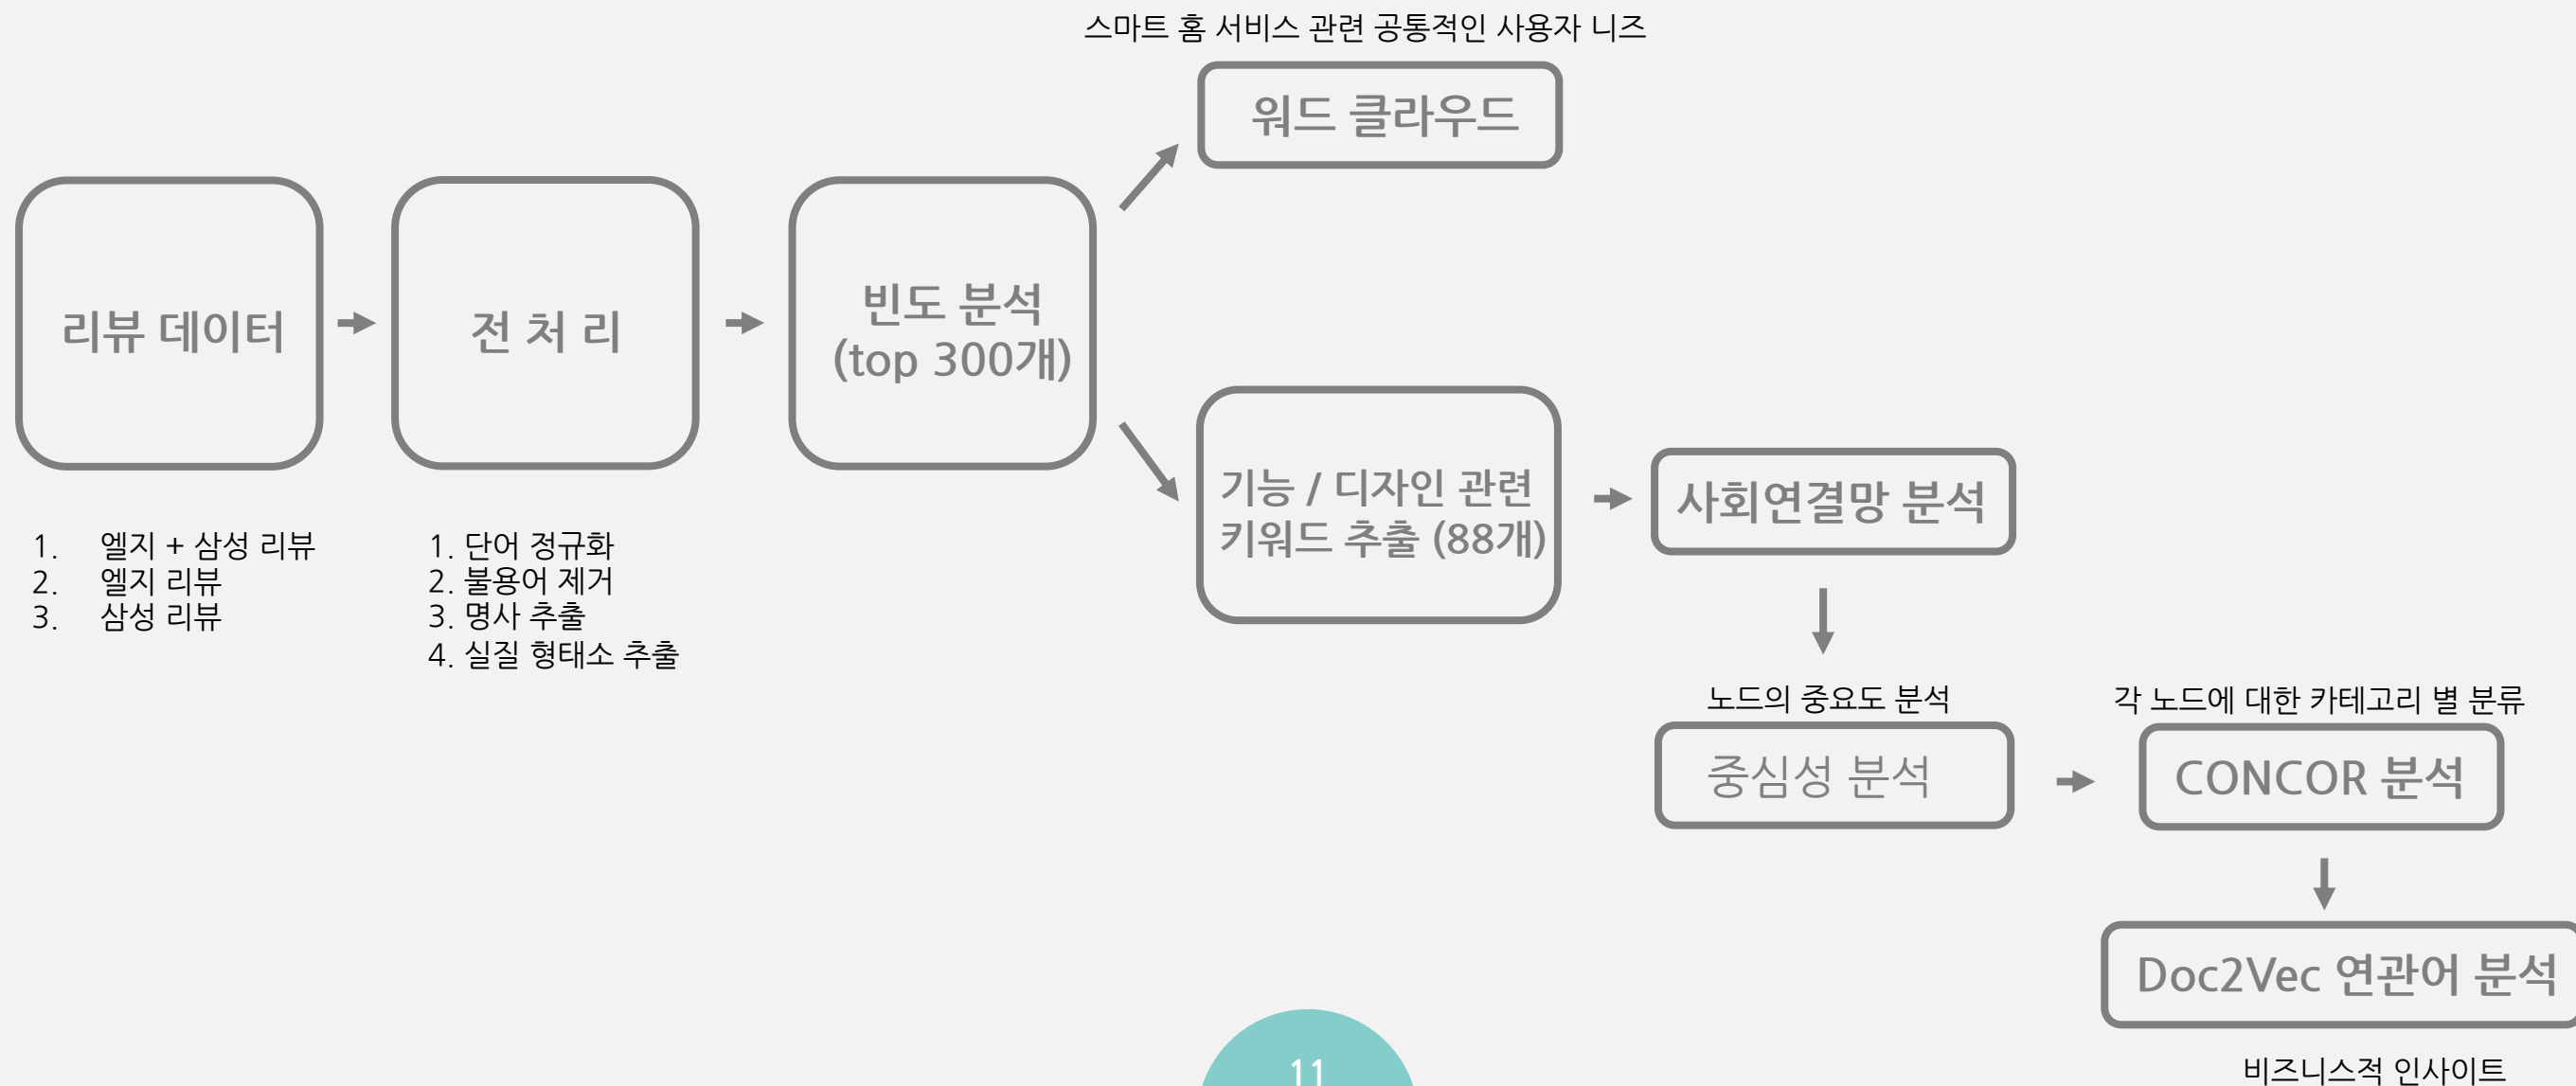 스마트 홈 서비스 관련 공통적인 사용자 니즈
워드 클라우드
리뷰 데이터
전 처 리
빈도 분석
(top 300개)
1. 엘지 + 삼성 리뷰
2. 엘지 리뷰
3. 삼성 리뷰
1. 단어 정규화
2. 불용어 제거
3. 명사 추출
4. 실질 형태소 추출
기능 / 디자인 관련
키워드 추출 (88개)
사회연결망 분석
노드의 중요도 분석
중심성 분석
각 노드에 대한 카테고리 별 분류
CONCOR 분석
Doc2Vec 연관어 분석
비즈니스적 인사이트
11